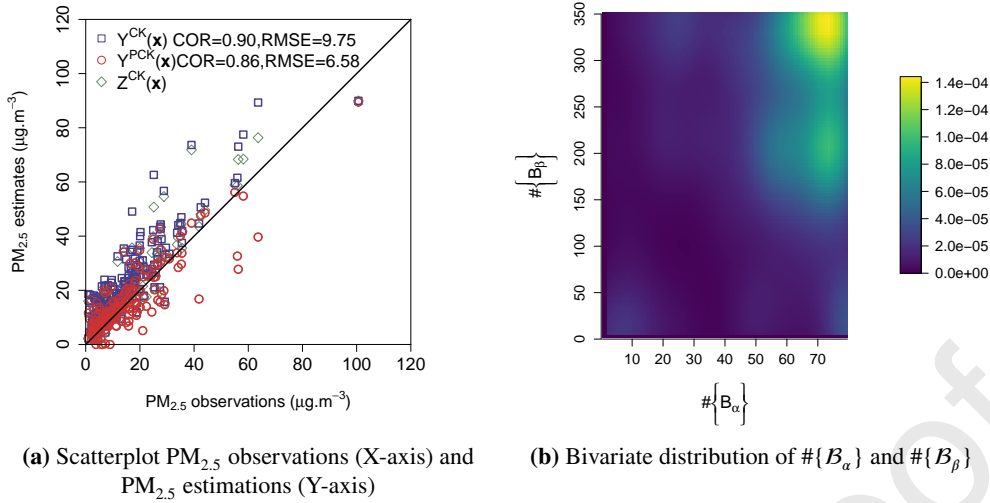 120
100
80
60
40
20
0
PM2.5 estimates (μg.m−3)
Y^CK(x) COR=0.90,RMSE=9.75
Y^PCK(x)COR=0.86,RMSE=6.58
Z^CK(x)
0 20 40 60 80 100 120
PM2.5 observations (μg.m−3)
350
300
250
200
150
100
50
0
#{Bβ}
10 20 30 40 50 60 70
#{Bα}
1.4e−04
1.2e−04
1.0e−04
8.0e−05
6.0e−05
4.0e−05
2.0e−05
0.0e+00
(a) Scatterplot PM2.5 observations (X-axis) and
PM2.5 estimations (Y-axis)
(b) Bivariate distribution of #{Bα} and #{Bβ}